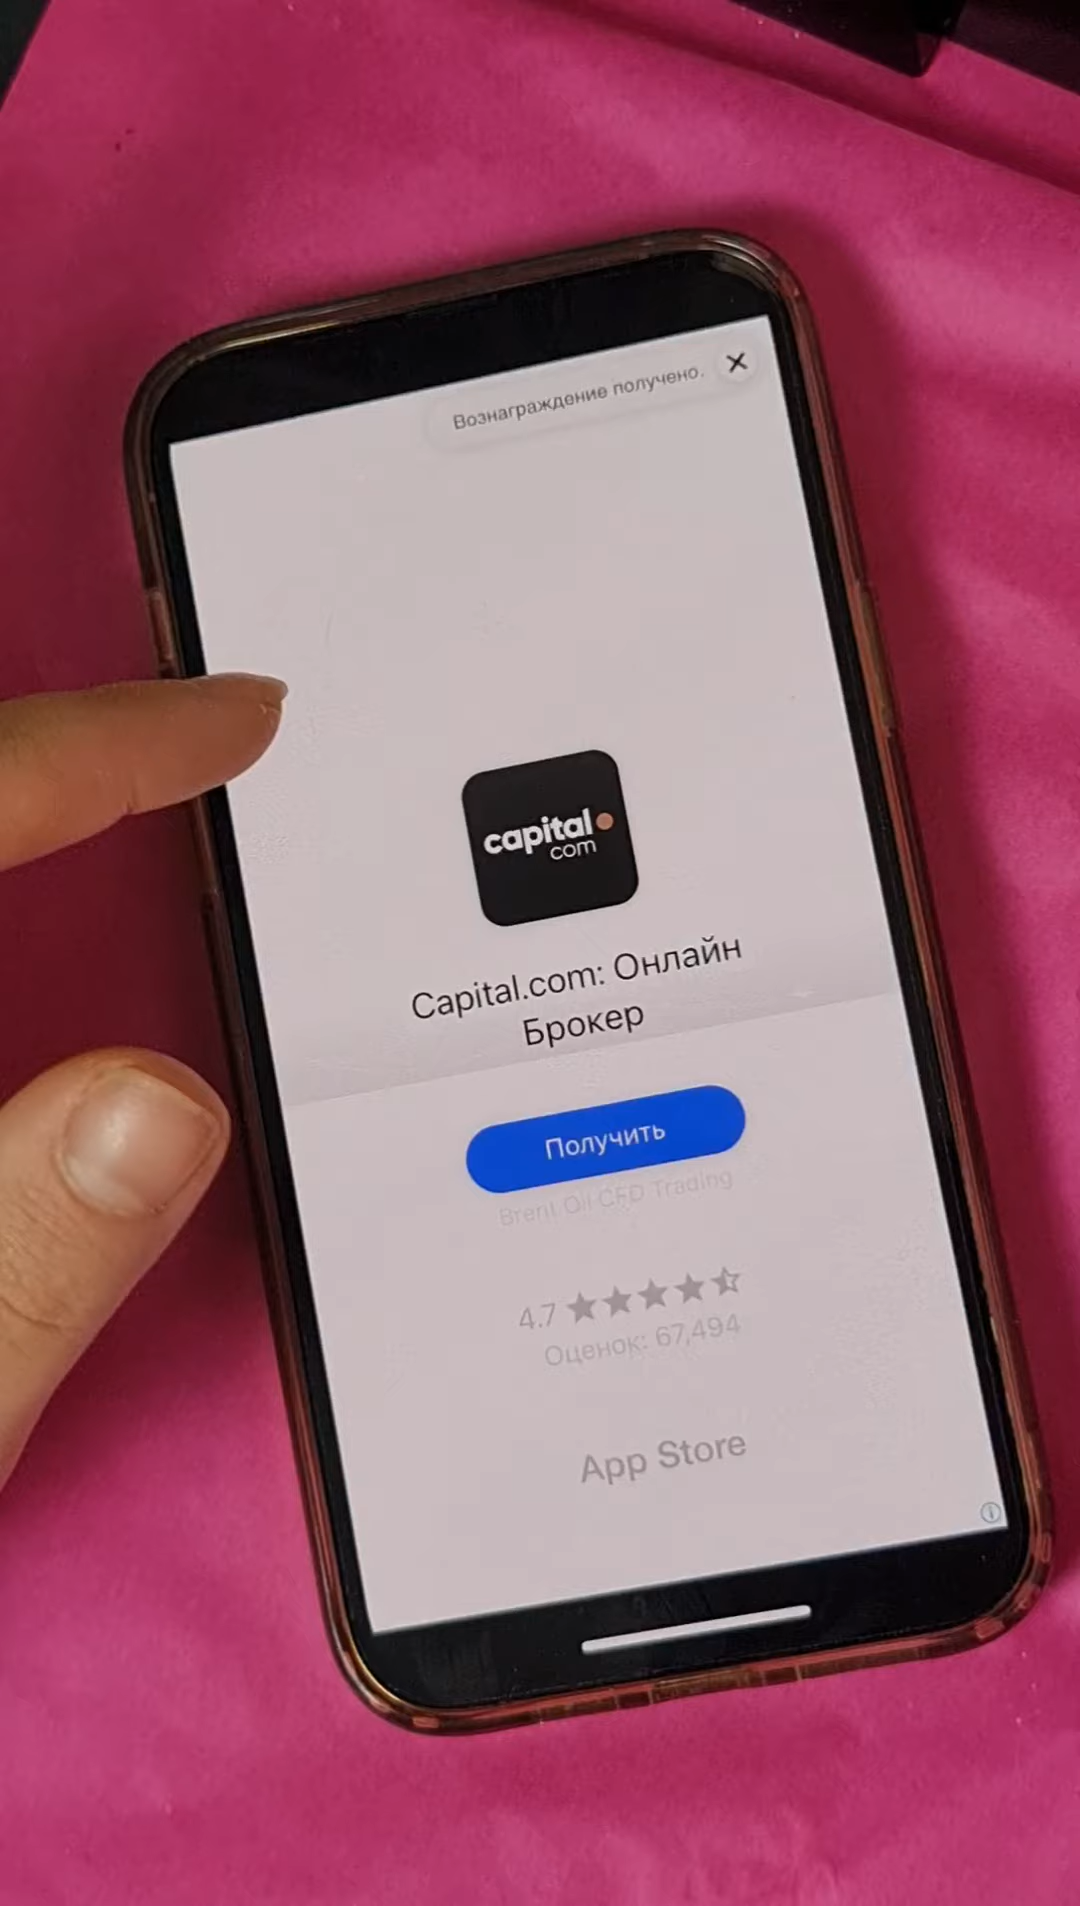 Вознаграждение получено.
capital
com
Capital.com: Онлайн
Брокер
Получить
Brent Oil CFD Trading
4.7
Оценок: 67,494
App Store